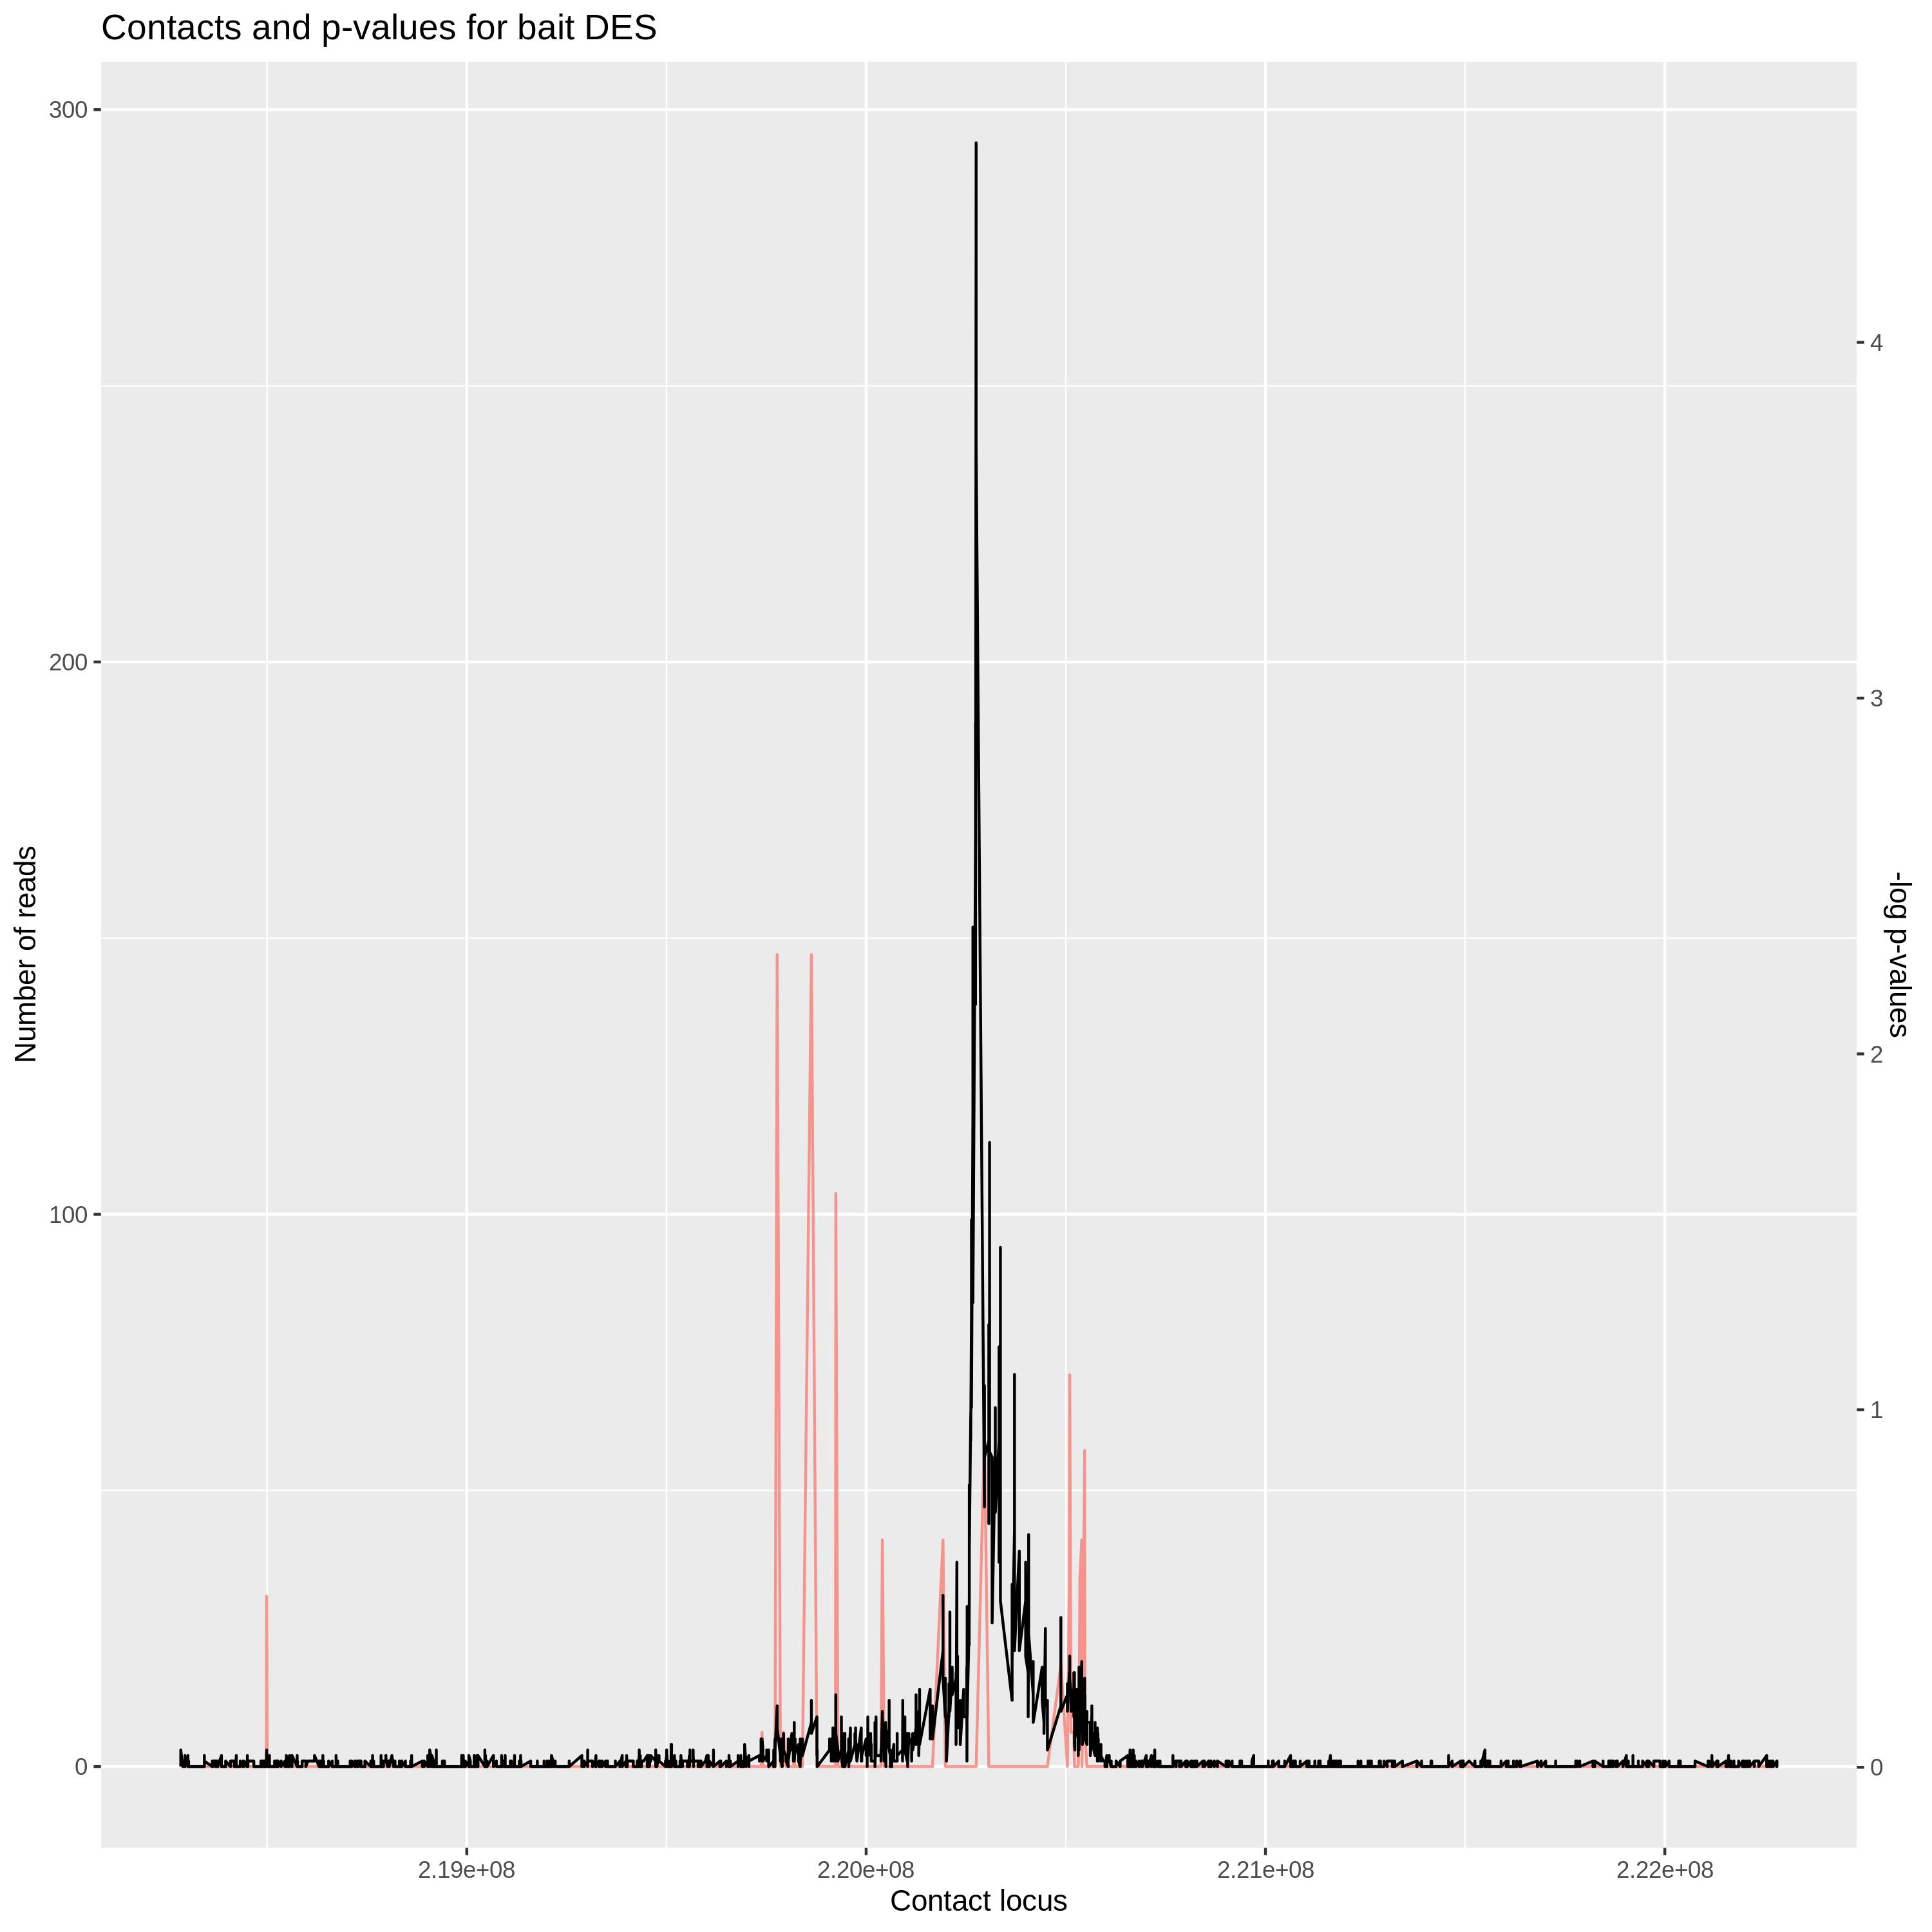 Contacts and p-values for bait DES
300
200
100
0
Number of reads
4
3
2
1
0
-log p-values
2.19e+08
2.20e+08
2.21e+08
2.22e+08
Contact locus